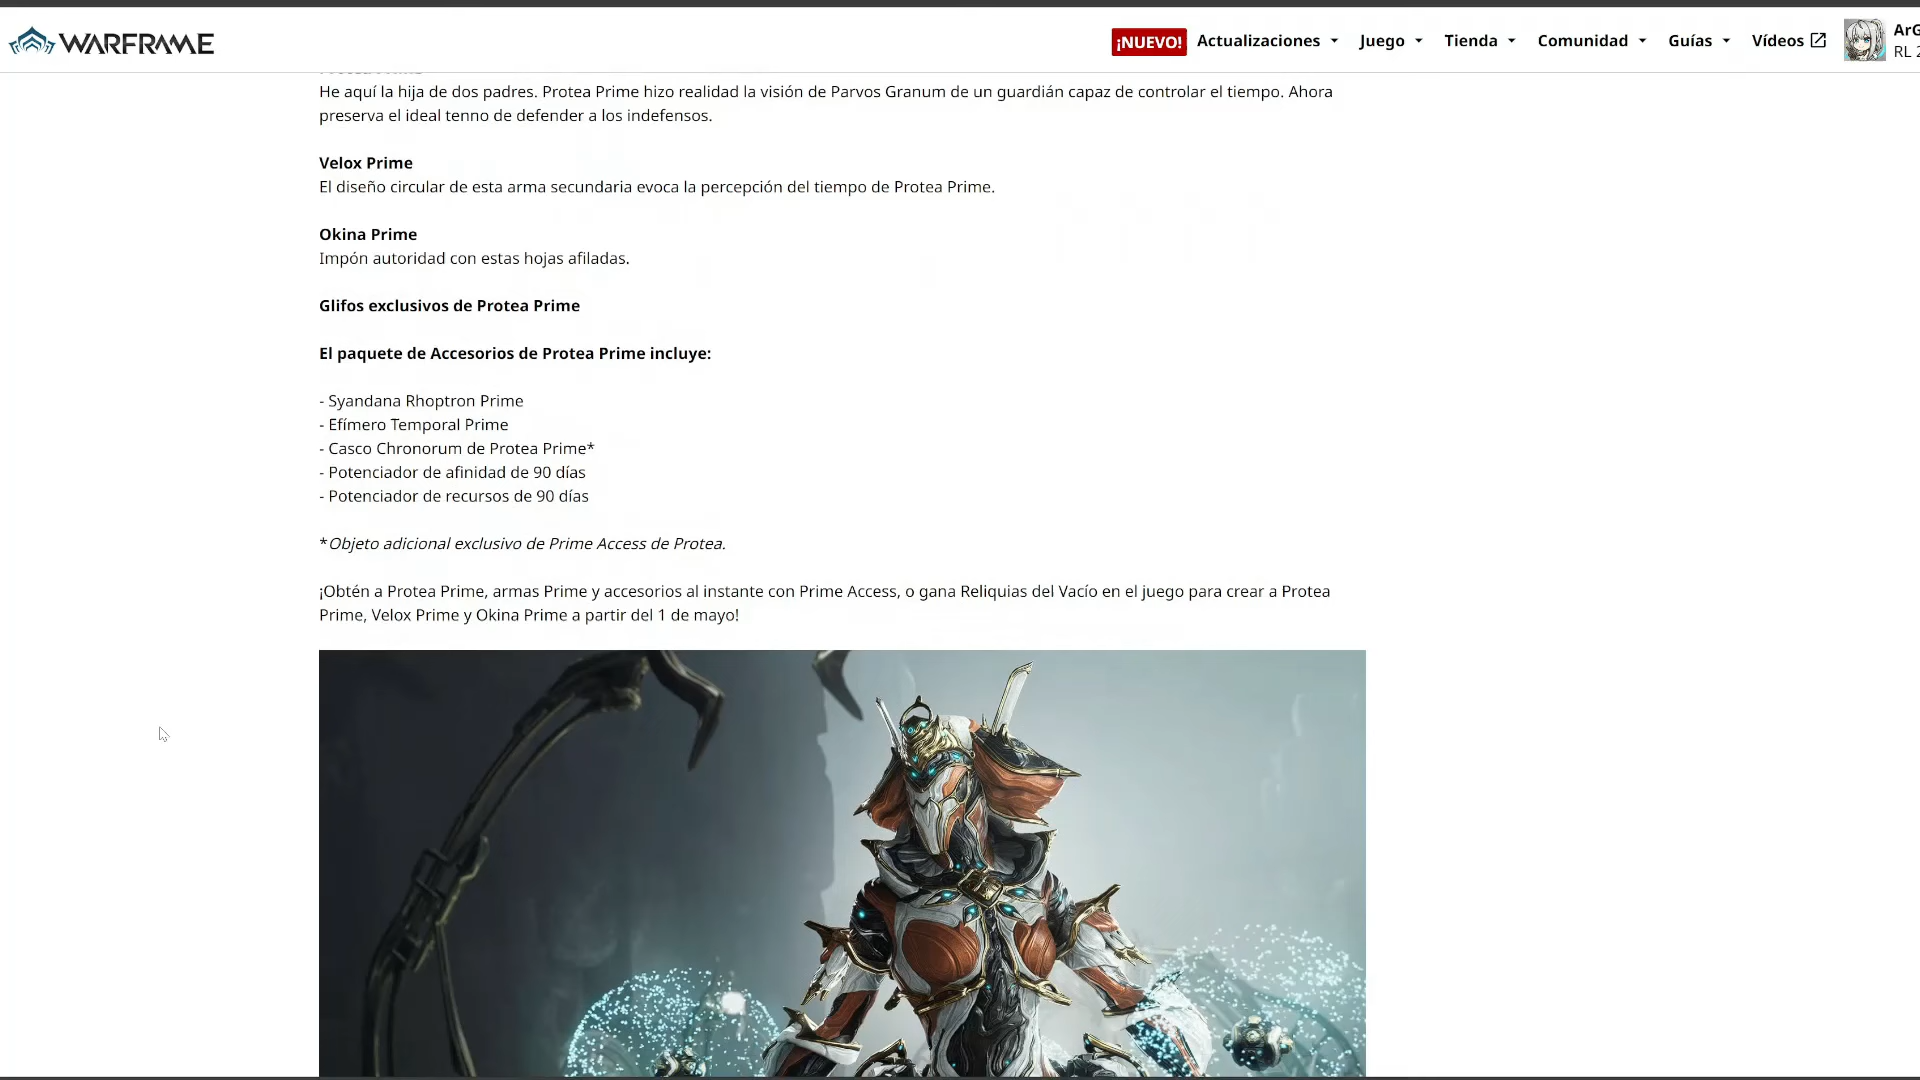 WARFRAME
¡NUEVO! Actualizaciones Juego Tienda Comunidad Guías Vídeos
RL
He aquí la hija de dos padres. Protea Prime hizo realidad la visión de Parvos Granum de un guardián capaz de controlar el tiempo. Ahora
preserva el ideal tenno de defender a los indefensos.
Velox Prime
El diseño circular de esta arma secundaria evoca la percepción del tiempo de Protea Prime.
Okina Prime
Impón autoridad con estas hojas afiladas.
Glifos exclusivos de Protea Prime
El paquete de Accesorios de Protea Prime incluye:
- Syandana Rhoptron Prime
- Efímero Temporal Prime
- Casco Chronorum de Protea Prime*
- Potenciador de afinidad de 90 días
- Potenciador de recursos de 90 días
*Objeto adicional exclusivo de Prime Access de Protea.
¡Obtén a Protea Prime, armas Prime y accesorios al instante con Prime Access, o gana Reliquias del Vacío en el juego para crear a Protea
Prime, Velox Prime y Okina Prime a partir del 1 de mayo!